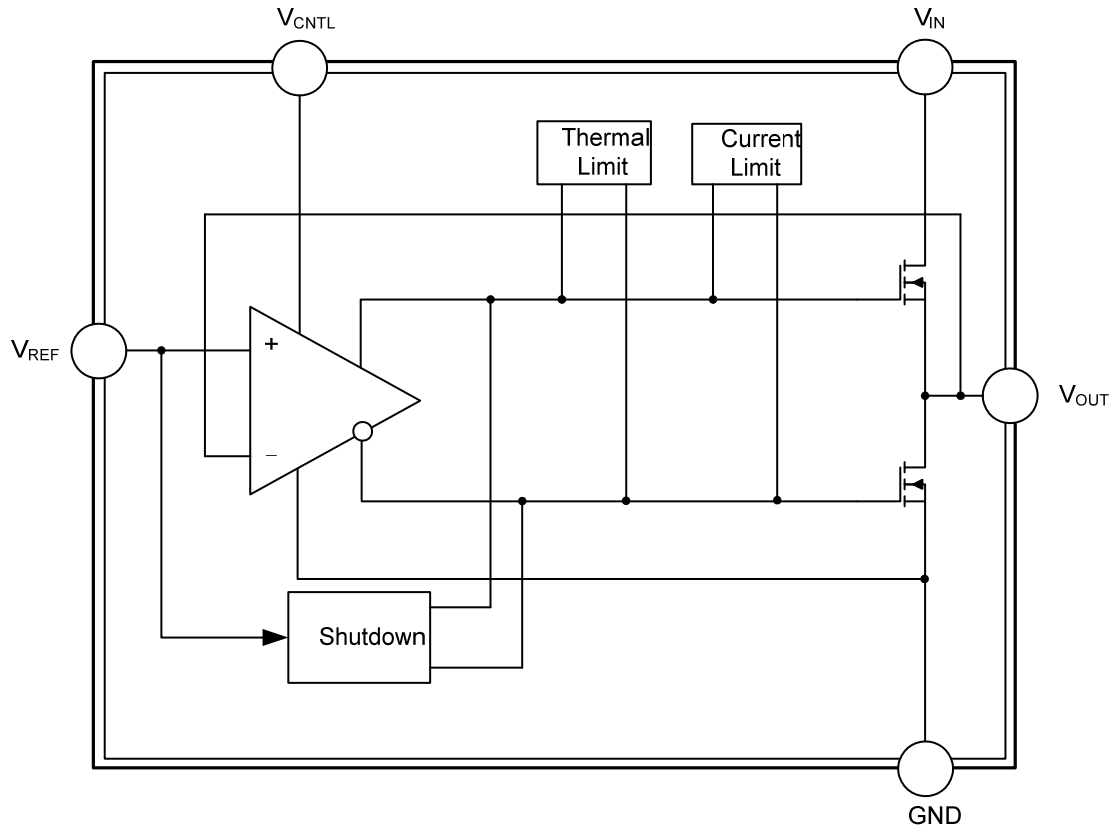 VCNTL
VIN
Thermal
Limit
Current
Limit
VREF
+
−
VOUT
Shutdown
GND